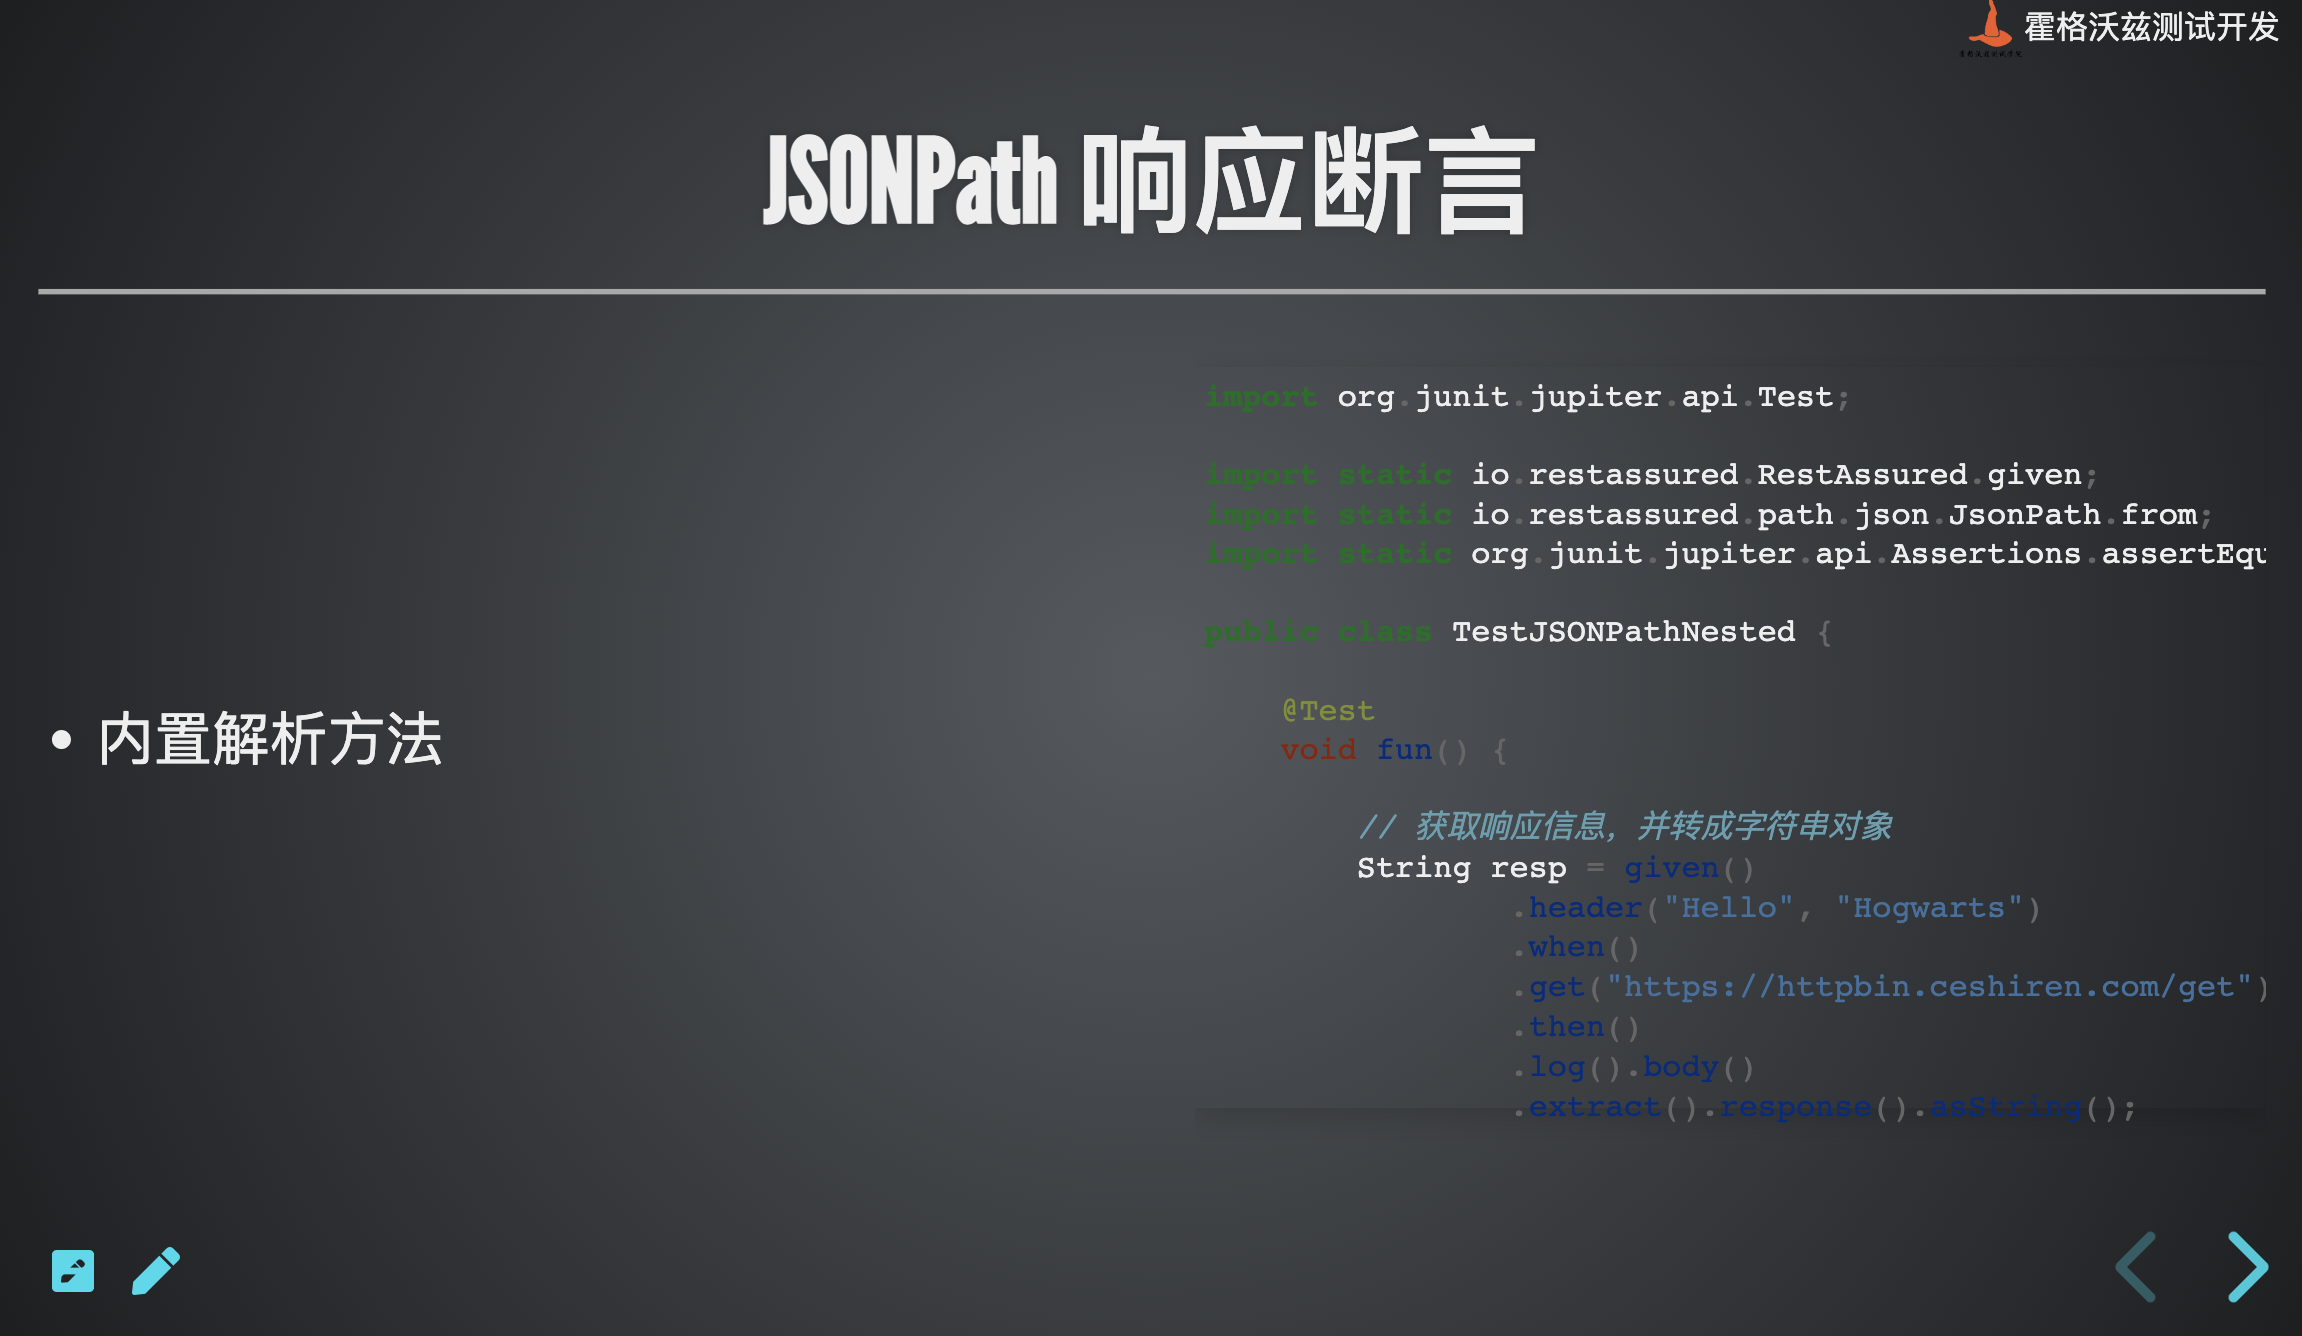 霍格沃兹测试开发
JSONPath 响应断言
• 内置解析方法
import org.junit.jupiter.api.Test;
import static io.restassured.RestAssured.given;
import static io.restassured.path.json.JsonPath.from;
import static org.junit.jupiter.api.Assertions.assertEqu
public class TestJSONPathNested {
@Test
void fun() {
// 获取响应信息，并转成字符串对象
String resp = given()
.header("Hello", "Hogwarts")
.when()
.get("https://httpbin.ceshiren.com/get")
.then()
.log().body()
.extract().response().asString();